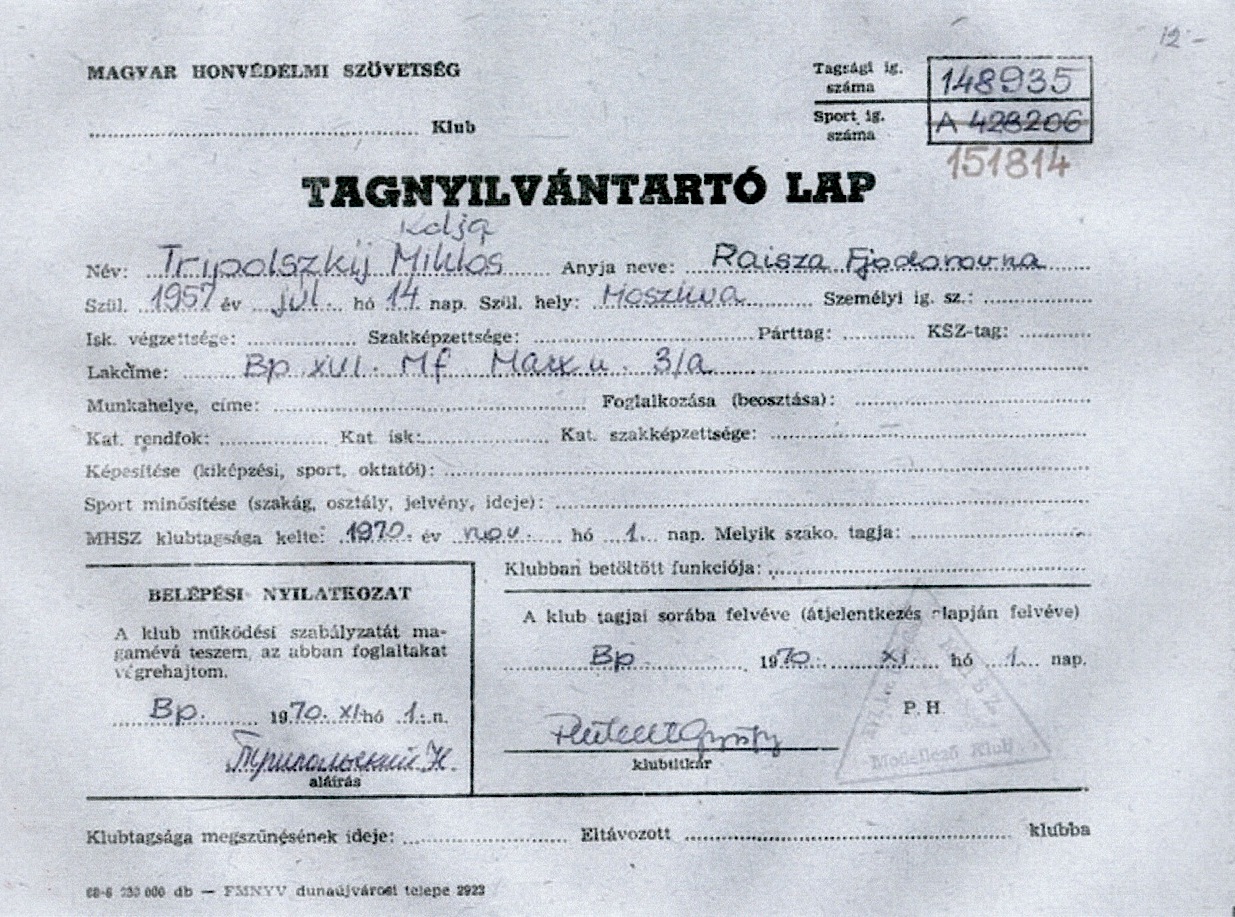 12.-
MAGYAR HONVÉDELMI SZÖVETSÉG
Tagsági ig. száma 148935
........ Klub
Sport ig. száma A 428206
151814
TAGNYILVÁNTARTÓ LAP
Kolja
Név: Tripolszkij Miklós Anyja neve: Raisza Fjodorovna
Szül. 1957 év júl. hó 14 nap. Szül. hely: Moszkva Személyi ig. sz.:
Isk. végzettsége: Szakképzettsége: Párttag: KSZ-tag:
Lakcíme: Bp XVI. Mf Marx u. 3/a
Munkahelye, címe: Foglalkozása (beosztása):
Kat. rendfok: Kat. isk: Kat. szakképzettsége:
Képesítése (kiképzési, sport, oktatói):
Sport minősítése (szakág, osztály, jelvény, ideje):
MHSZ klubtagsága kelte: 1970. év nov. hó 1. nap. Melyik szako. tagja:
Klubban betöltött funkciója:
BELÉPÉSI NYILATKOZAT
A klub működési szabályzatát ma-
gamévá teszem, az abban foglaltakat
végrehajtom.
Bp. 1970. XI. hó 1. n.
Трипольский Н.
aláírás
A klub tagjai sorába felvéve (átjelentkezés alapján felvéve)
Bp. 1970. XI. hó 1. nap.
P. H.
klubtitkár
Modellező Klub
Klubtagsága megszűnésének ideje: Eltávozott klubba
db — FMNYV dunaújvárosi telepe 2923